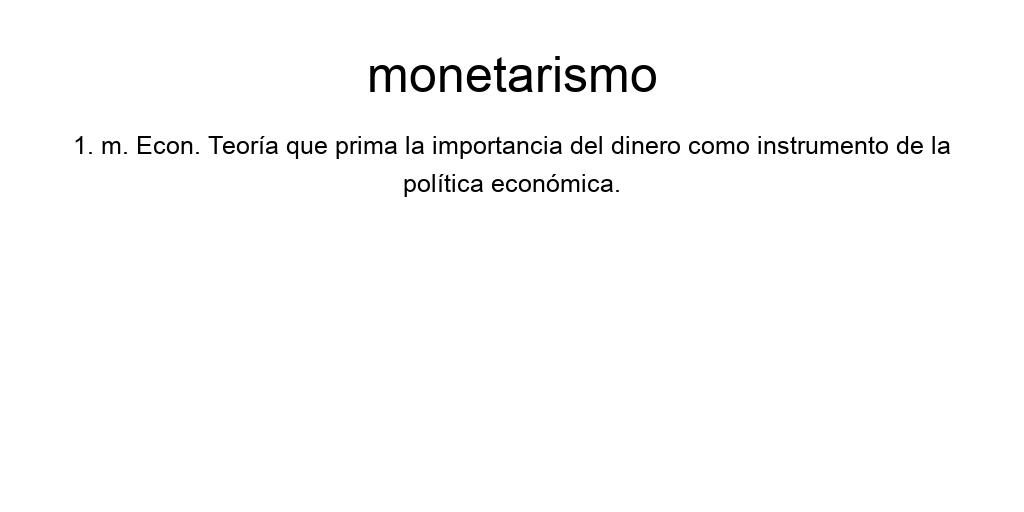 monetarismo
1. m. Econ. Teoría que prima la importancia del dinero como instrumento de la
política económica.